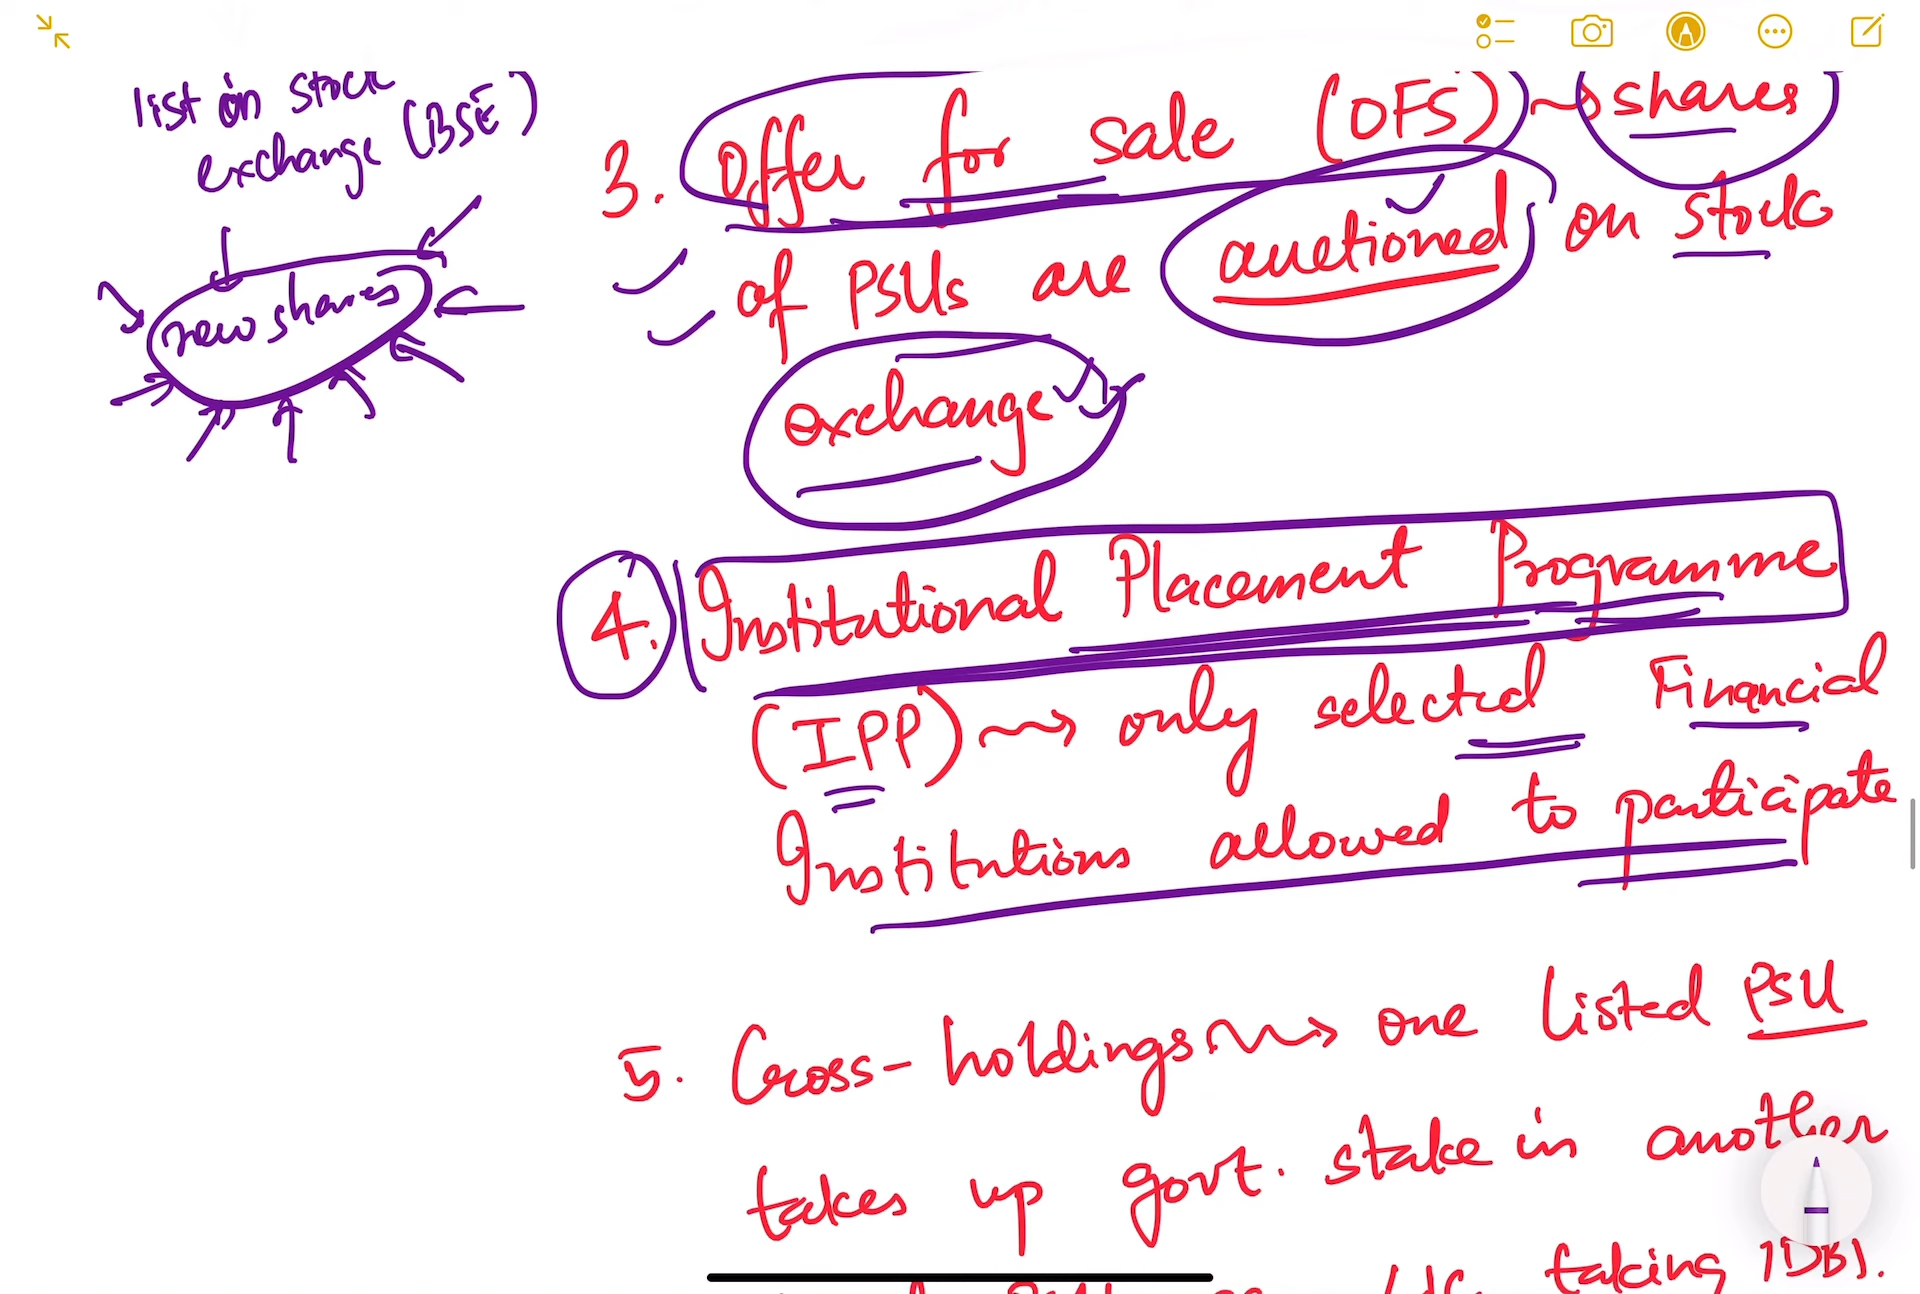 list on stock
exchange (BSE)
new shares
3. Offer for sale (OFS) → shares
of PSUs are auctioned on stock
exchange
4. Institutional Placement Programme
(IPP) → only selected Financial
Institutions allowed to participate
5. Cross-holdings → one listed PSU
takes up govt. stake in another
taking IDBI.